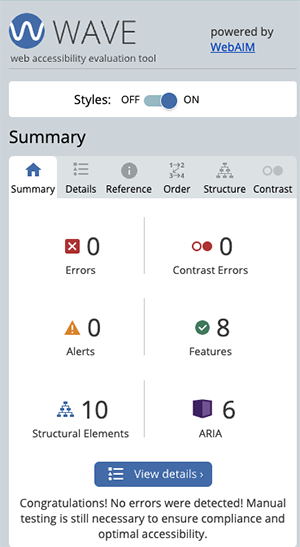 WAVE
web accessibility evaluation tool
powered by
WebAIM
Styles: OFF ON
Summary
Summary Details Reference Order Structure Contrast
0 0
Errors Contrast Errors
0 8
Alerts Features
10 6
Structural Elements ARIA
View details ›
Congratulations! No errors were detected! Manual
testing is still necessary to ensure compliance and
optimal accessibility.